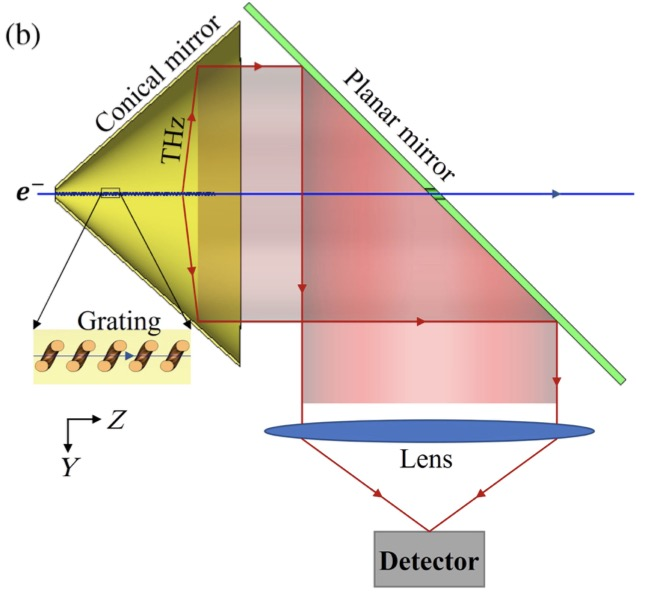 (b)
Conical mirror
Planar mirror
THz
e⁻
Grating
Z
Y
Lens
Detector